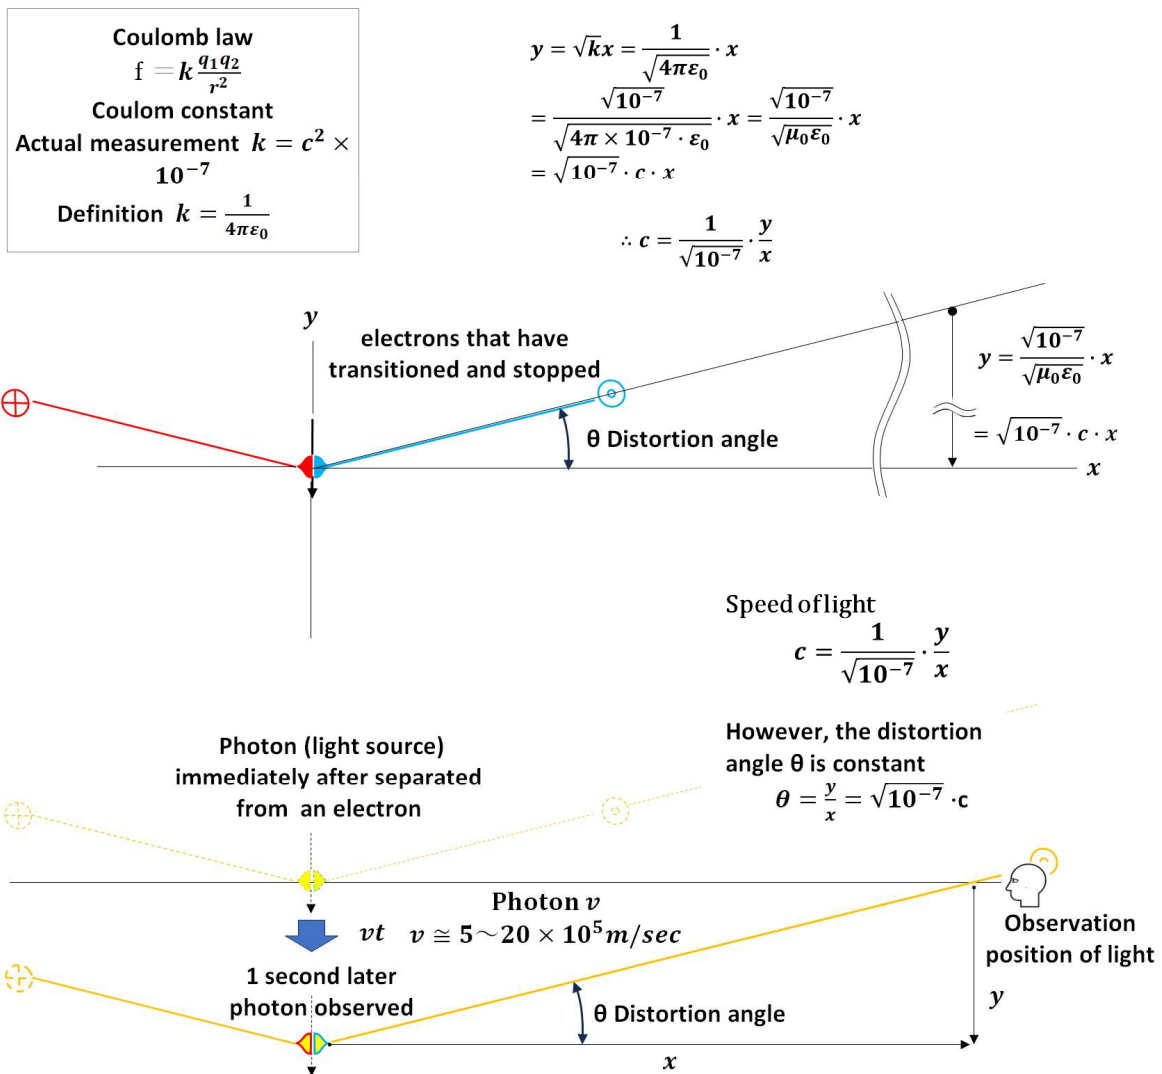 Coulomb law
f = k q₁q₂/r²
Coulom constant
Actual measurement k = c² ×
10⁻⁷
Definition k = 1/4πε₀
y = √k x = 1/√(4πε₀) · x
= √(10⁻⁷)/√(4π × 10⁻⁷ · ε₀) · x = √(10⁻⁷)/√(μ₀ε₀) · x
= √(10⁻⁷) · c · x
∴ c = 1/√(10⁻⁷) · y/x
y
electrons that have
transitioned and stopped
θ Distortion angle
y = √(10⁻⁷)/√(μ₀ε₀) · x
= √(10⁻⁷) · c · x
x
Speed of light
c = 1/√(10⁻⁷) · y/x
However, the distortion
angle θ is constant
θ = y/x = √(10⁻⁷) ·c
Photon (light source)
immediately after separated
from an electron
Photon v
vt v ≅ 5~20 × 10⁵m/sec
1 second later
photon observed
θ Distortion angle
x
y
Observation
position of light